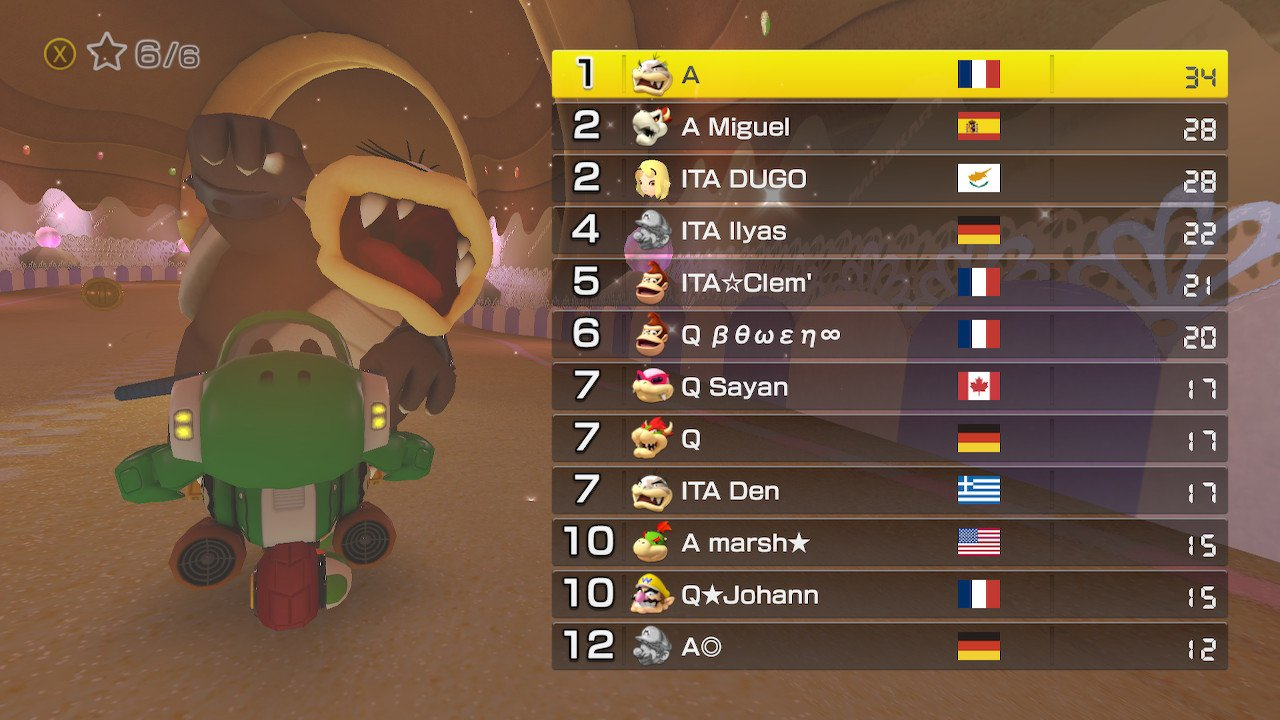 X ☆ 6/6
1 A 34
2 A Miguel 28
2 ITA DUGO 28
4 ITA Ilyas 22
5 ITA☆Clem' 21
6 Q βθωεη∞ 20
7 Q Sayan 17
7 Q 17
7 ITA Den 17
10 A marsh★ 15
10 Q★Johann 15
12 A◎ 12